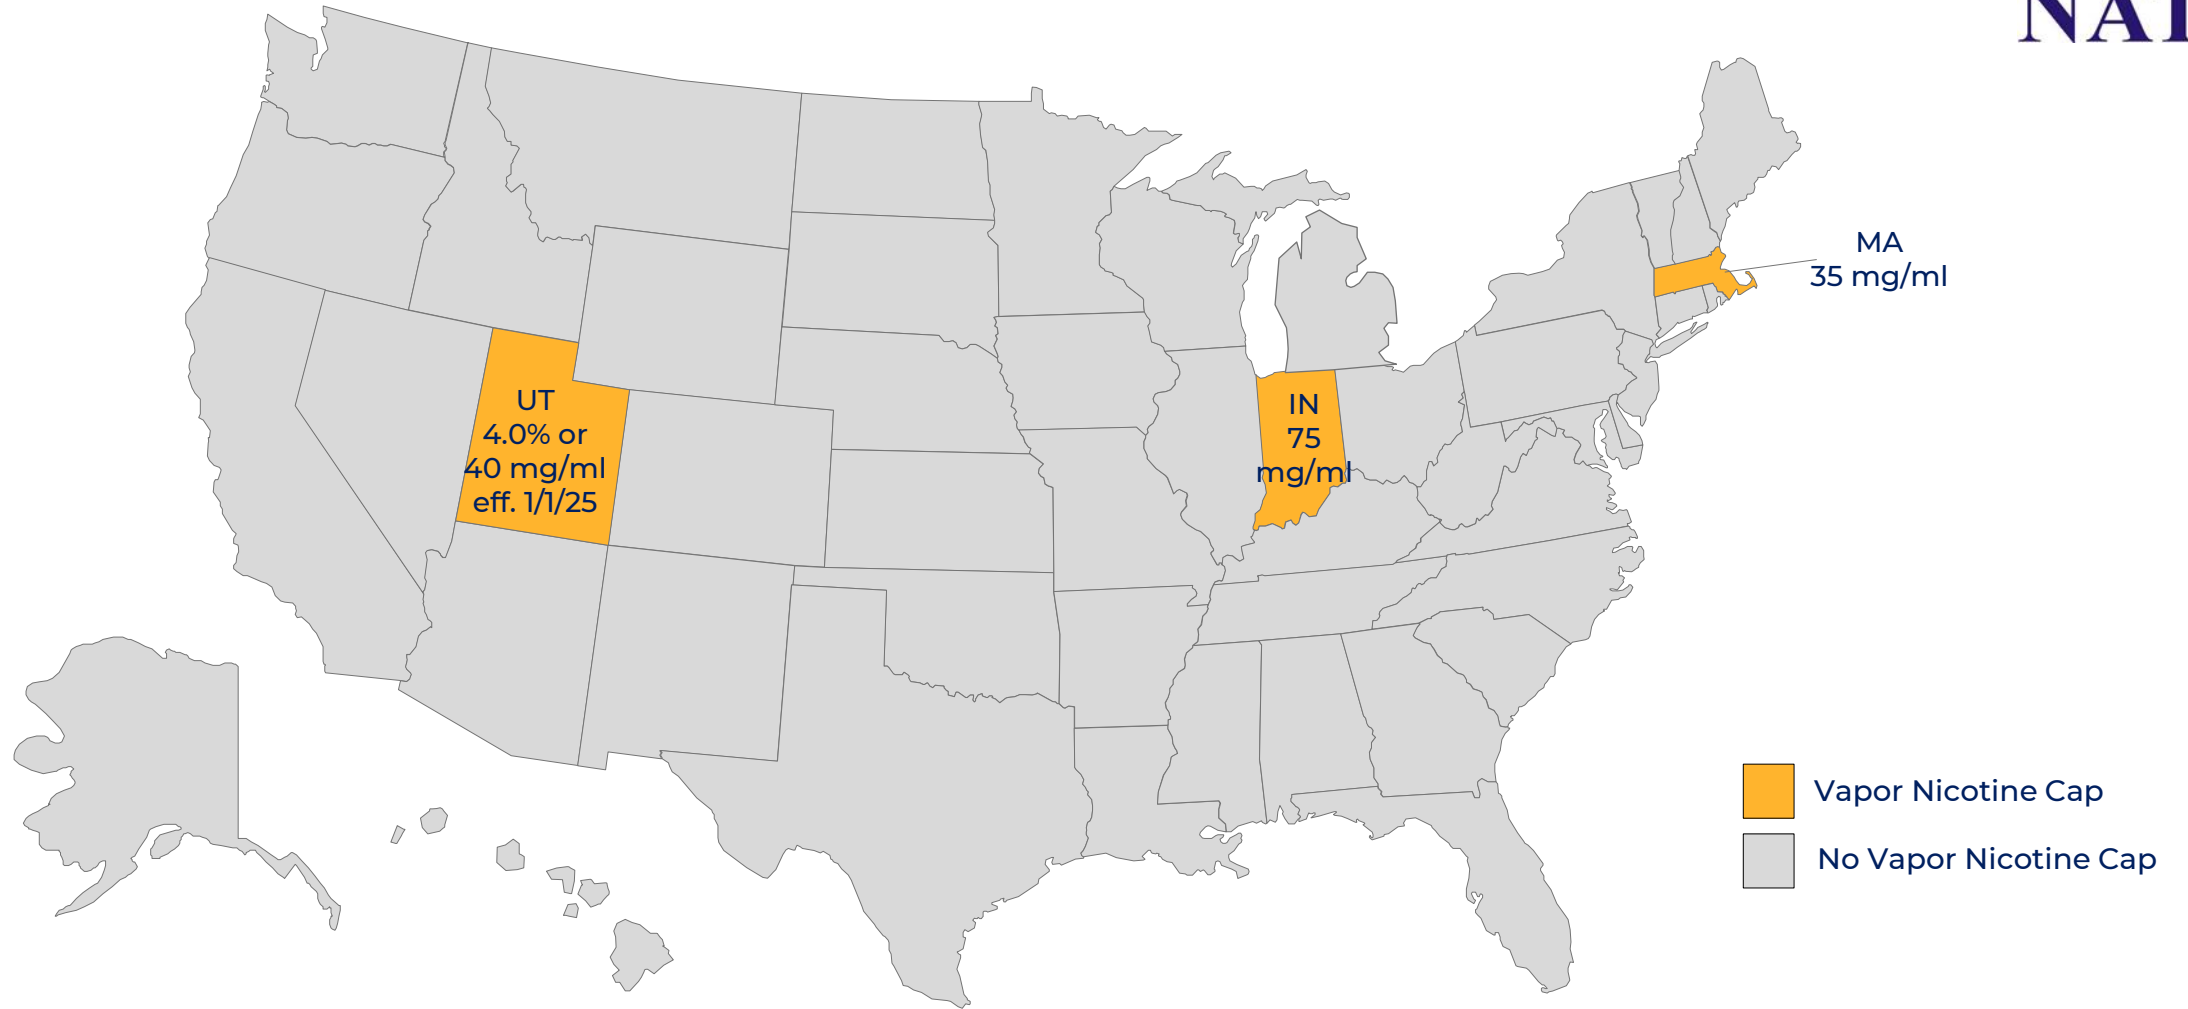 MA
35 mg/ml
UT
4.0% or
40 mg/ml
eff. 1/1/25
IN
75
mg/ml
Vapor Nicotine Cap
No Vapor Nicotine Cap